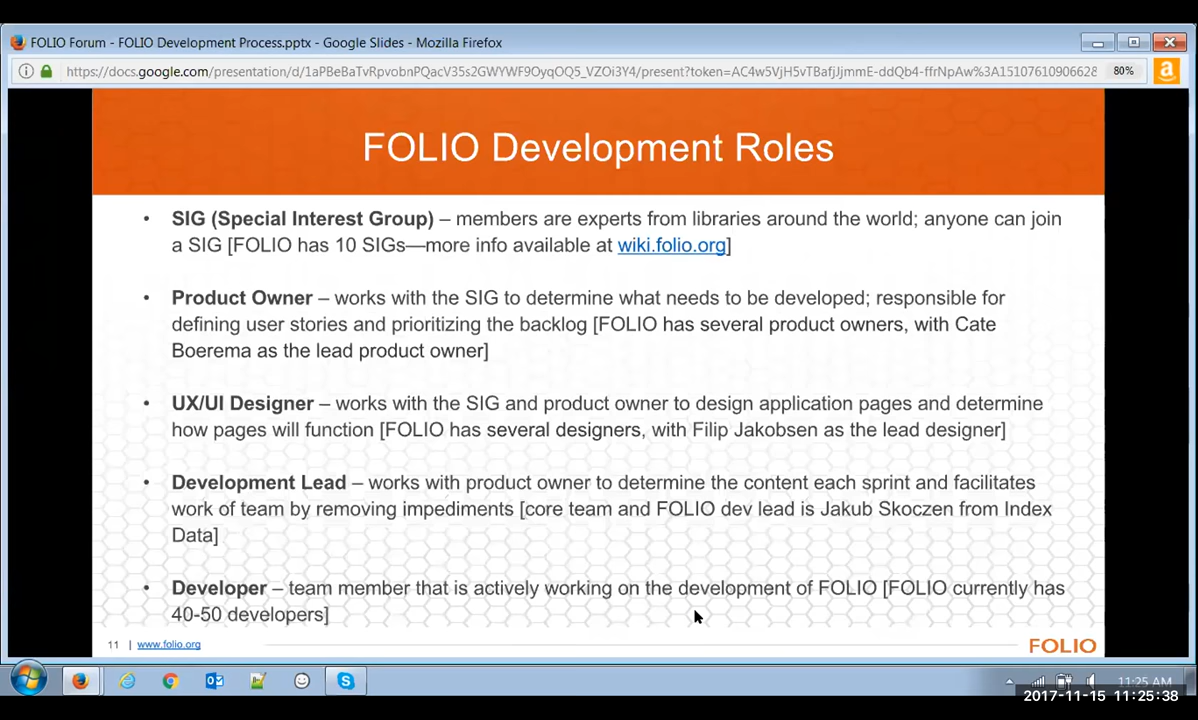 FOLIO Forum - FOLIO Development Process.pptx - Google Slides - Mozilla Firefox
https://docs.google.com/presentation/d/1aPBeBaTvRpvobnPQacV35s2GWYWF9OyqOQ5_VZOi3Y4/present?token=AC4w5VjH5vTBafjJjmmE-ddQb4-ffrNpAw%3A15107610906628 80%
FOLIO Development Roles
• SIG (Special Interest Group) – members are experts from libraries around the world; anyone can join
a SIG [FOLIO has 10 SIGs—more info available at wiki.folio.org]
• Product Owner – works with the SIG to determine what needs to be developed; responsible for
defining user stories and prioritizing the backlog [FOLIO has several product owners, with Cate
Boerema as the lead product owner]
• UX/UI Designer – works with the SIG and product owner to design application pages and determine
how pages will function [FOLIO has several designers, with Filip Jakobsen as the lead designer]
• Development Lead – works with product owner to determine the content each sprint and facilitates
work of team by removing impediments [core team and FOLIO dev lead is Jakub Skoczen from Index
Data]
• Developer – team member that is actively working on the development of FOLIO [FOLIO currently has
40-50 developers]
11 | www.folio.org FOLIO
11:25 AM
2017-11-15 11:25:38